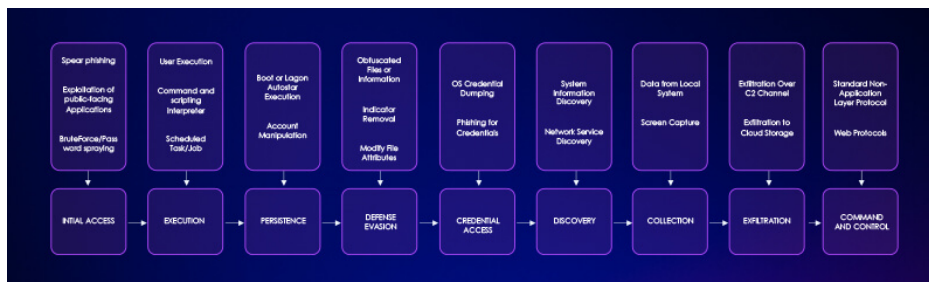 Spear phishing
Exploitation of
public-facing
Applications
BruteForce/Pass
word spraying
User Execution
Command and
scripting
Interpreter
Scheduled
Task/Job
Boot or Lagon
Autostar
Execution
Account
Manipulation
Obfuscated
Files or
Information
Indicator
Removal
Modify File
Attributes
OS Credential
Dumping
Phishing for
Credentials
System
Information
Discovery
Network Service
Discovery
Data from Local
System
Screen Capture
Exfiltration Over
C2 Channel
Exfiltration to
Cloud Storage
Standard Non-
Application
Layer Protocol
Web Protocols
INTIAL ACCESS
EXECUTION
PERSISTENCE
DEFENSE
EVASION
CREDENTIAL
ACCESS
DISCOVERY
COLLECTION
EXFILTRATION
COMMAND
AND CONTROL